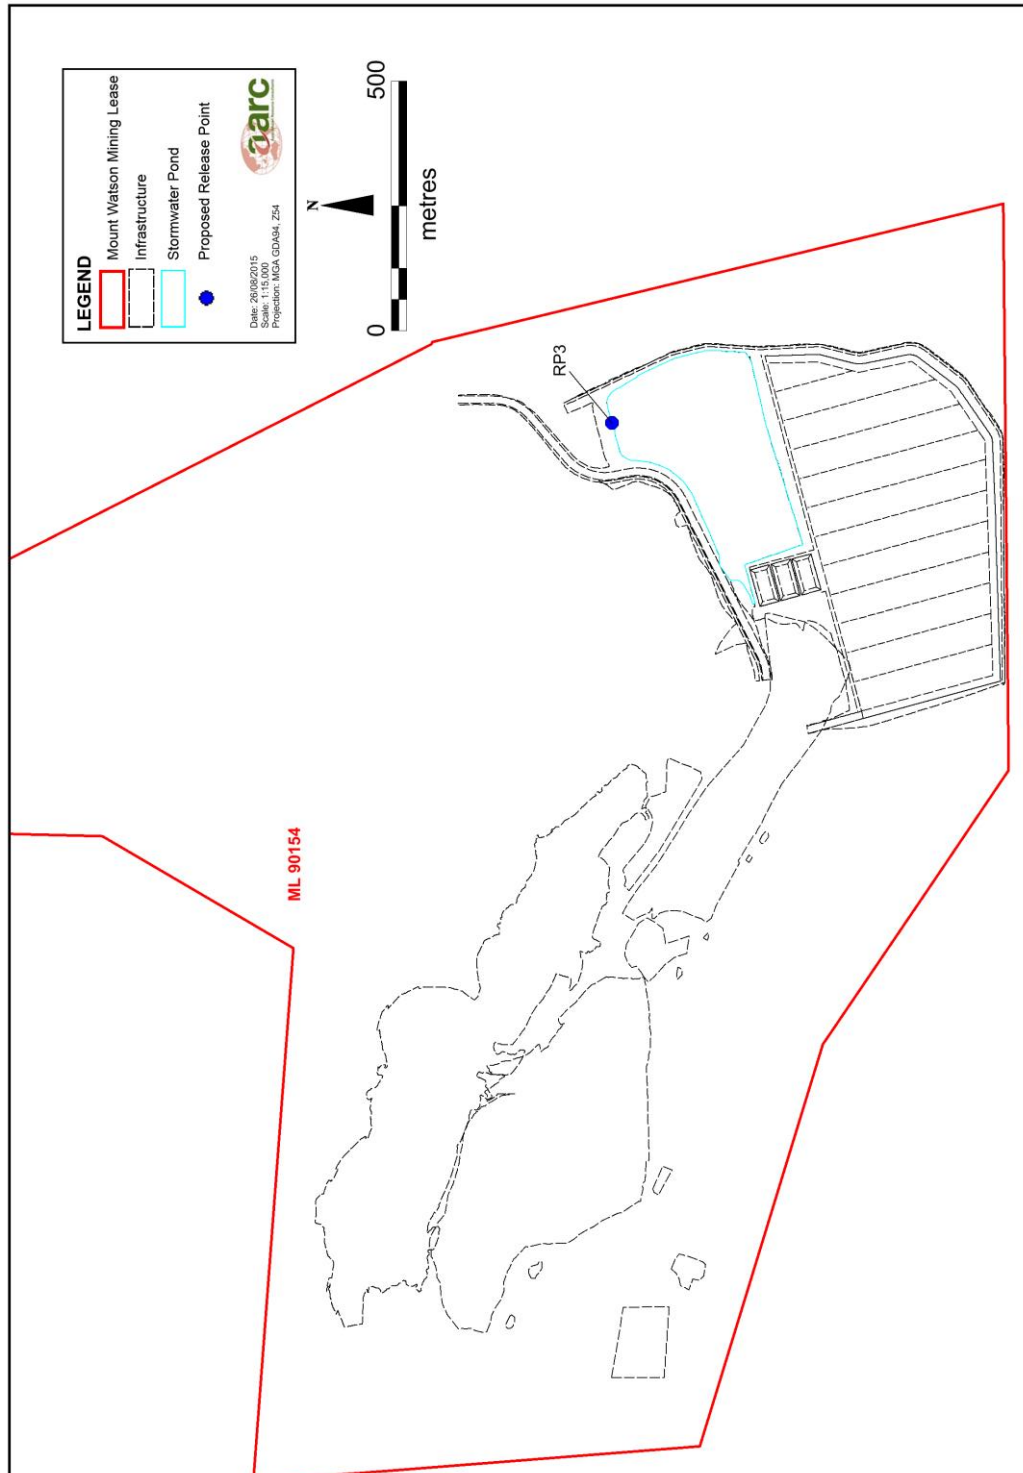 LEGEND
Mount Watson Mining Lease
Infrastructure
Stormwater Pond
Proposed Release Point
Date: 26/08/2015
Scale: 1:15,000
Projection: MGA GDA94, Z54
aarc
N
0 500
metres
RP3
ML 90154